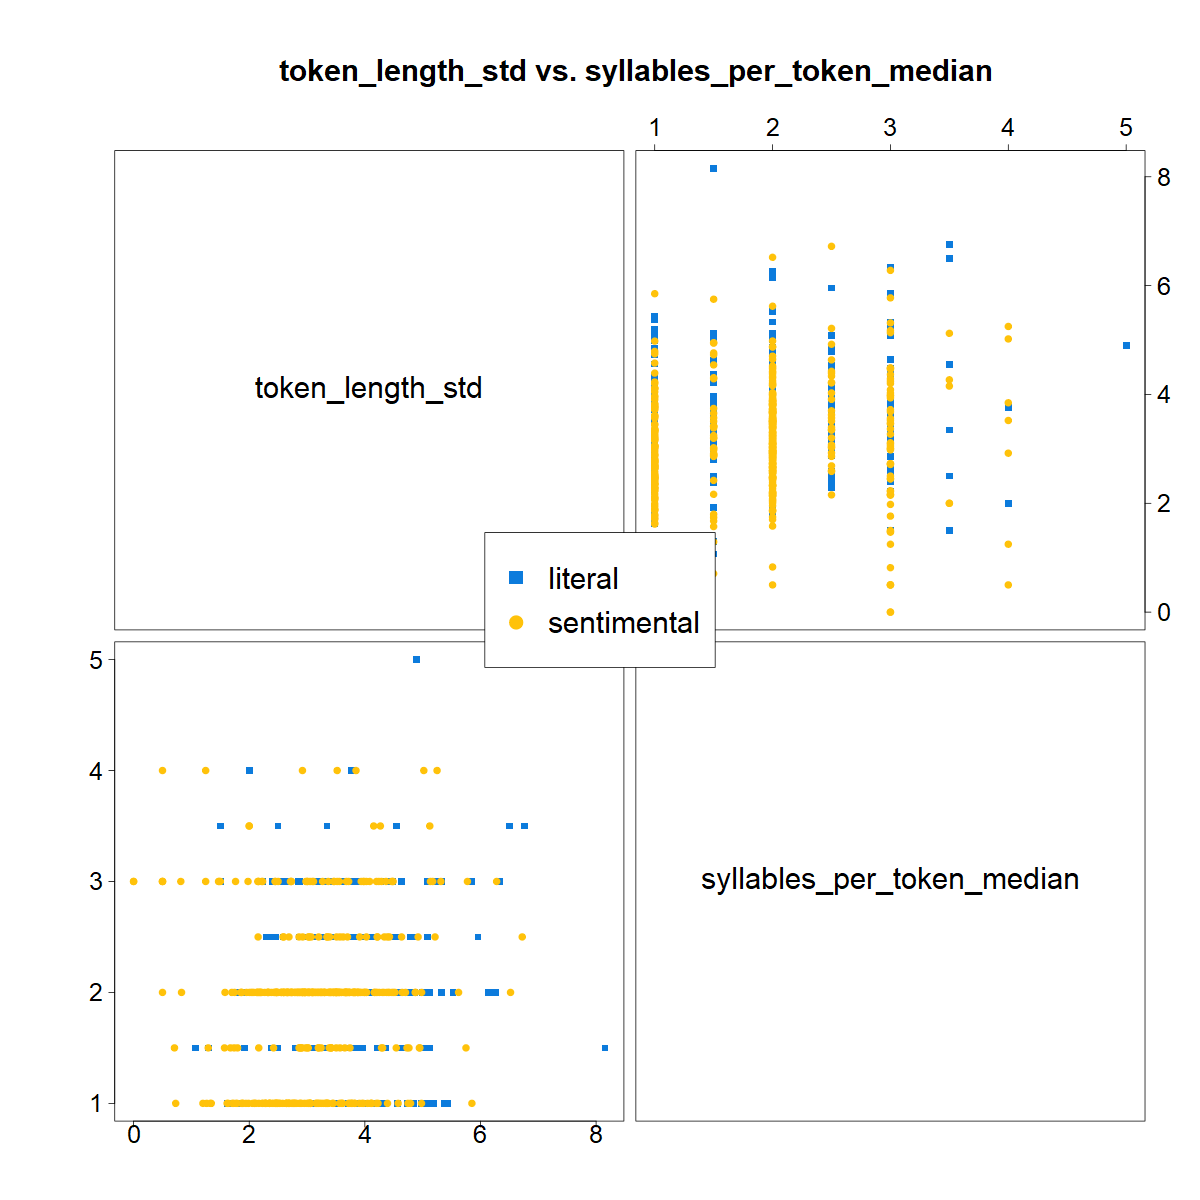 token_length_std vs. syllables_per_token_median
1 2 3 4 5
8
6
token_length_std
4
2
literal
0
sentimental
5
4
3
syllables_per_token_median
2
1
0 2 4 6 8